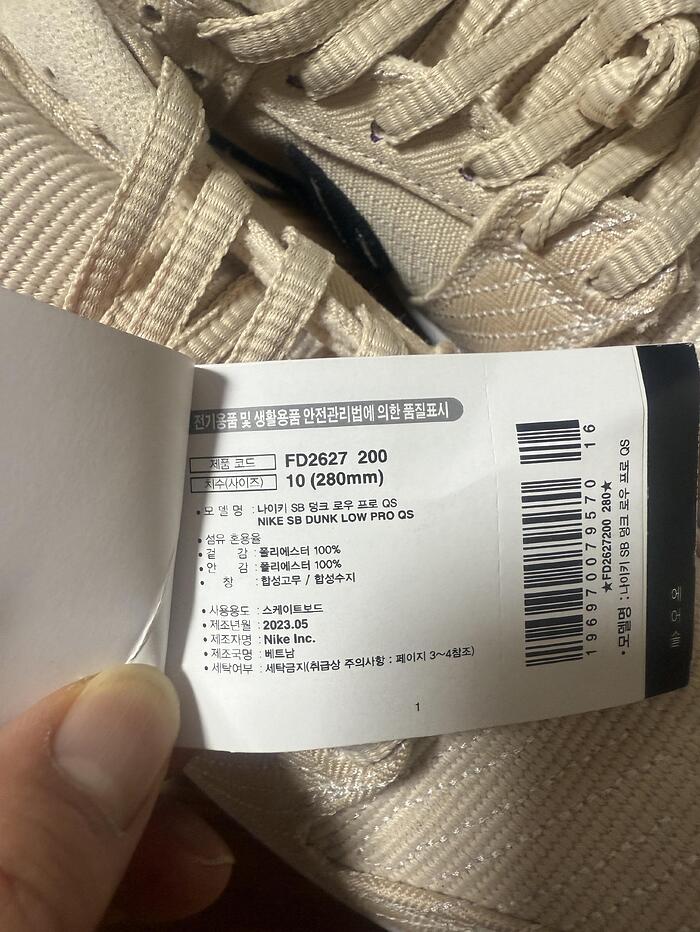 전기용품 및 생활용품 안전관리법에 의한 품질표시
제품 코드 FD2627 200
치수(사이즈) 10 (280mm)
• 모 델 명 : 나이키 SB 덩크 로우 프로 QS
NIKE SB DUNK LOW PRO QS
• 섬유 혼용율
• 겉 감 : 폴리에스터 100%
• 안 감 : 폴리에스터 100%
• 창 : 합성고무 / 합성수지
• 사용용도 : 스케이트보드
• 제조년월 : 2023.05
• 제조자명 : Nike Inc.
• 제조국명 : 베트남
• 세탁여부 : 세탁금지(취급상 주의사항 : 페이지 3~4참조)
1
196970079570 16
★FD2627200 280★
• 모델명 : 나이키 SB 덩크 로우 프로 QS